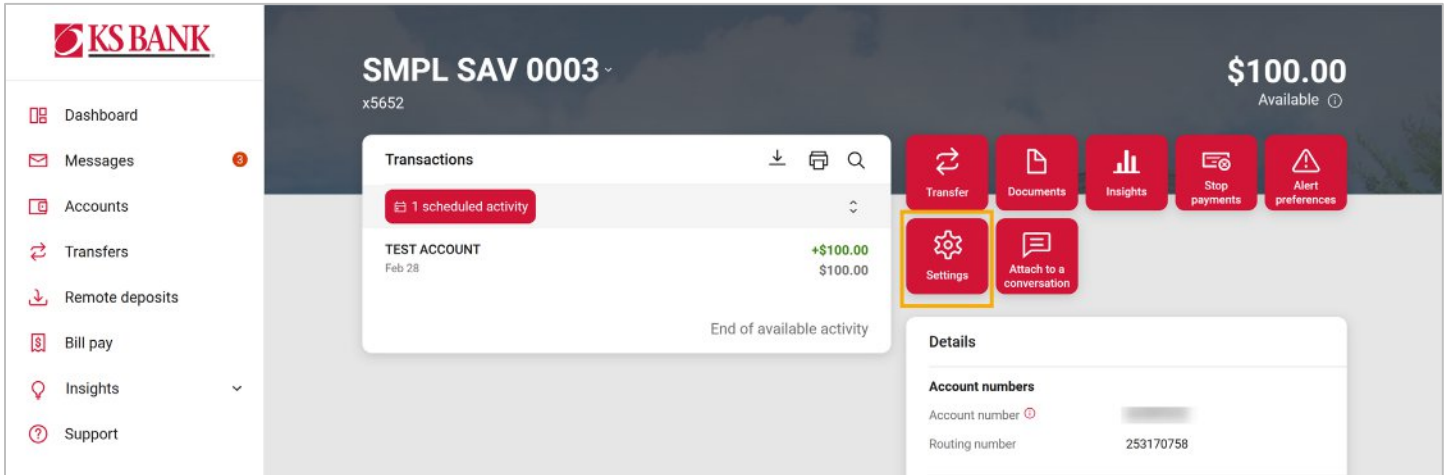 KS BANK
Dashboard
Messages
3
Accounts
Transfers
Remote deposits
Bill pay
Insights
Support
SMPL SAV 0003
x5652
$100.00
Available
Transactions
1 scheduled activity
TEST ACCOUNT
+$100.00
Feb 28
$100.00
End of available activity
Transfer
Documents
Insights
Stop
payments
Alert
preferences
Settings
Attach to a
conversation
Details
Account numbers
Account number
Routing number
253170758